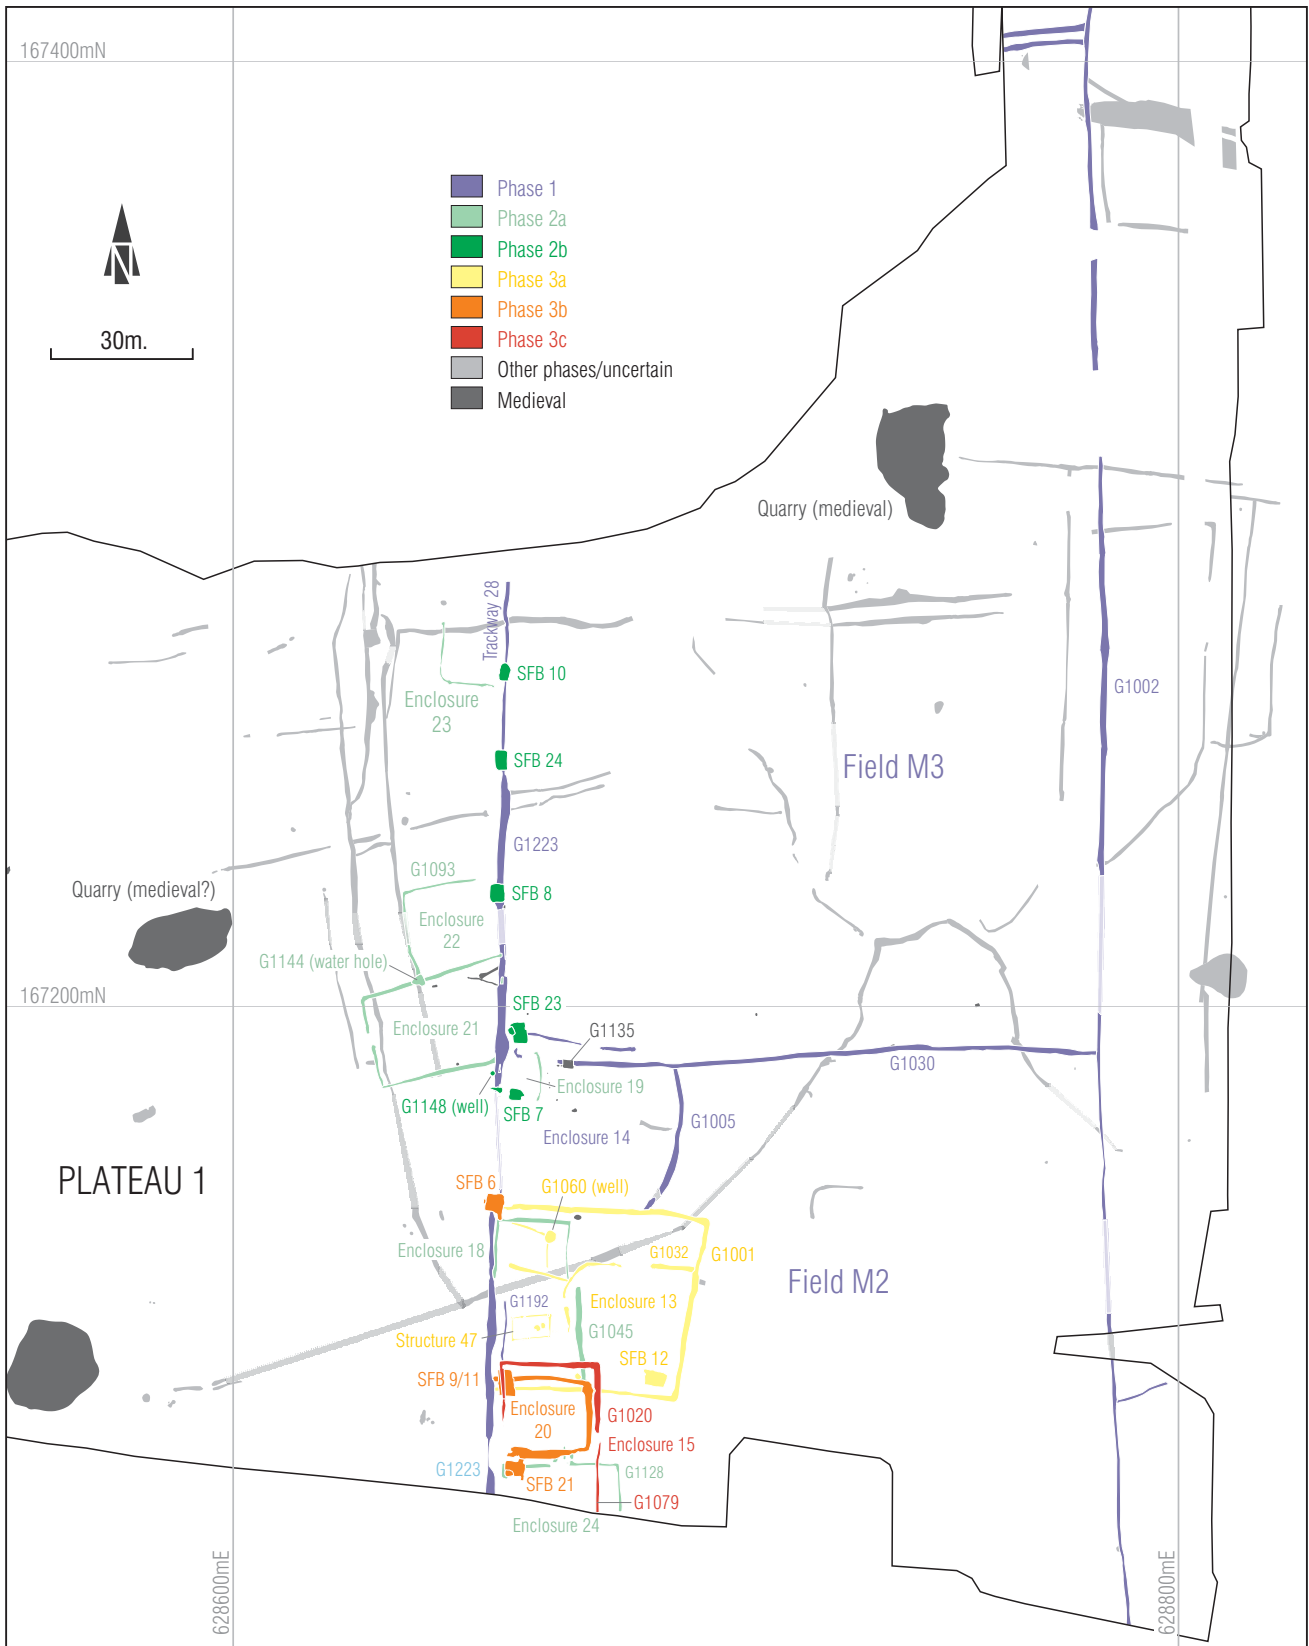 167400mN
Phase 1
Phase 2a
Phase 2b
Phase 3a
Phase 3b
Phase 3c
Other phases/uncertain
Medieval
N
30m.
Quarry (medieval)
Trackway 28
SFB 10
G1002
Enclosure
23
SFB 24
Field M3
G1223
G1093
Quarry (medieval?)
SFB 8
Enclosure
22
G1144 (water hole)
167200mN
SFB 23
Enclosure 21
G1135
G1030
Enclosure 19
G1148 (well)
SFB 7
G1005
Enclosure 14
PLATEAU 1
SFB 6
G1060 (well)
Enclosure 18
G1032
G1001
Field M2
G1192
Enclosure 13
Structure 47
G1045
SFB 12
SFB 9/11
Enclosure
20
G1020
Enclosure 15
G1223
G1128
SFB 21
G1079
Enclosure 24
628600mE
628800mE